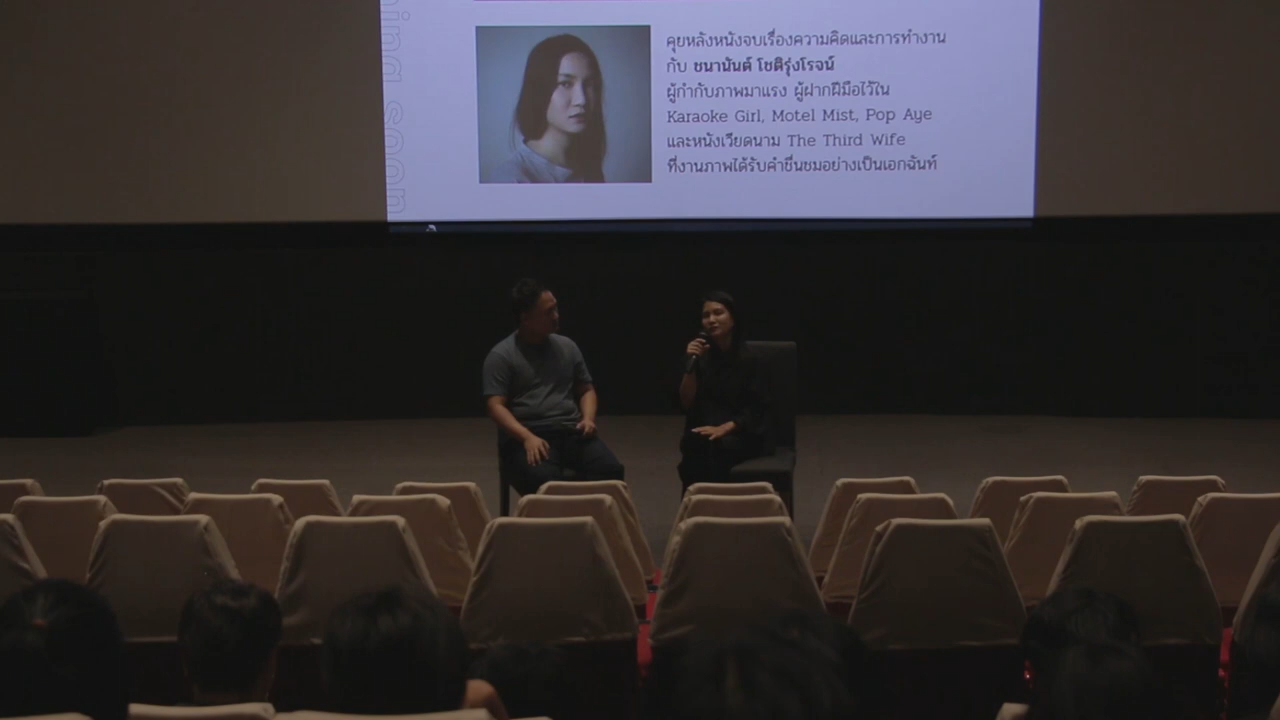 ning soon
คุยหลังหนังจบเรื่องความคิดและการทำงาน
กับ ชนานันต์ โชติรุ่งโรจน์
ผู้กำกับภาพมาแรง ผู้ฝากฝีมือไว้ใน
Karaoke Girl, Motel Mist, Pop Aye
และหนังเวียดนาม The Third Wife
ที่งานภาพได้รับคำชื่นชมอย่างเป็นเอกฉันท์